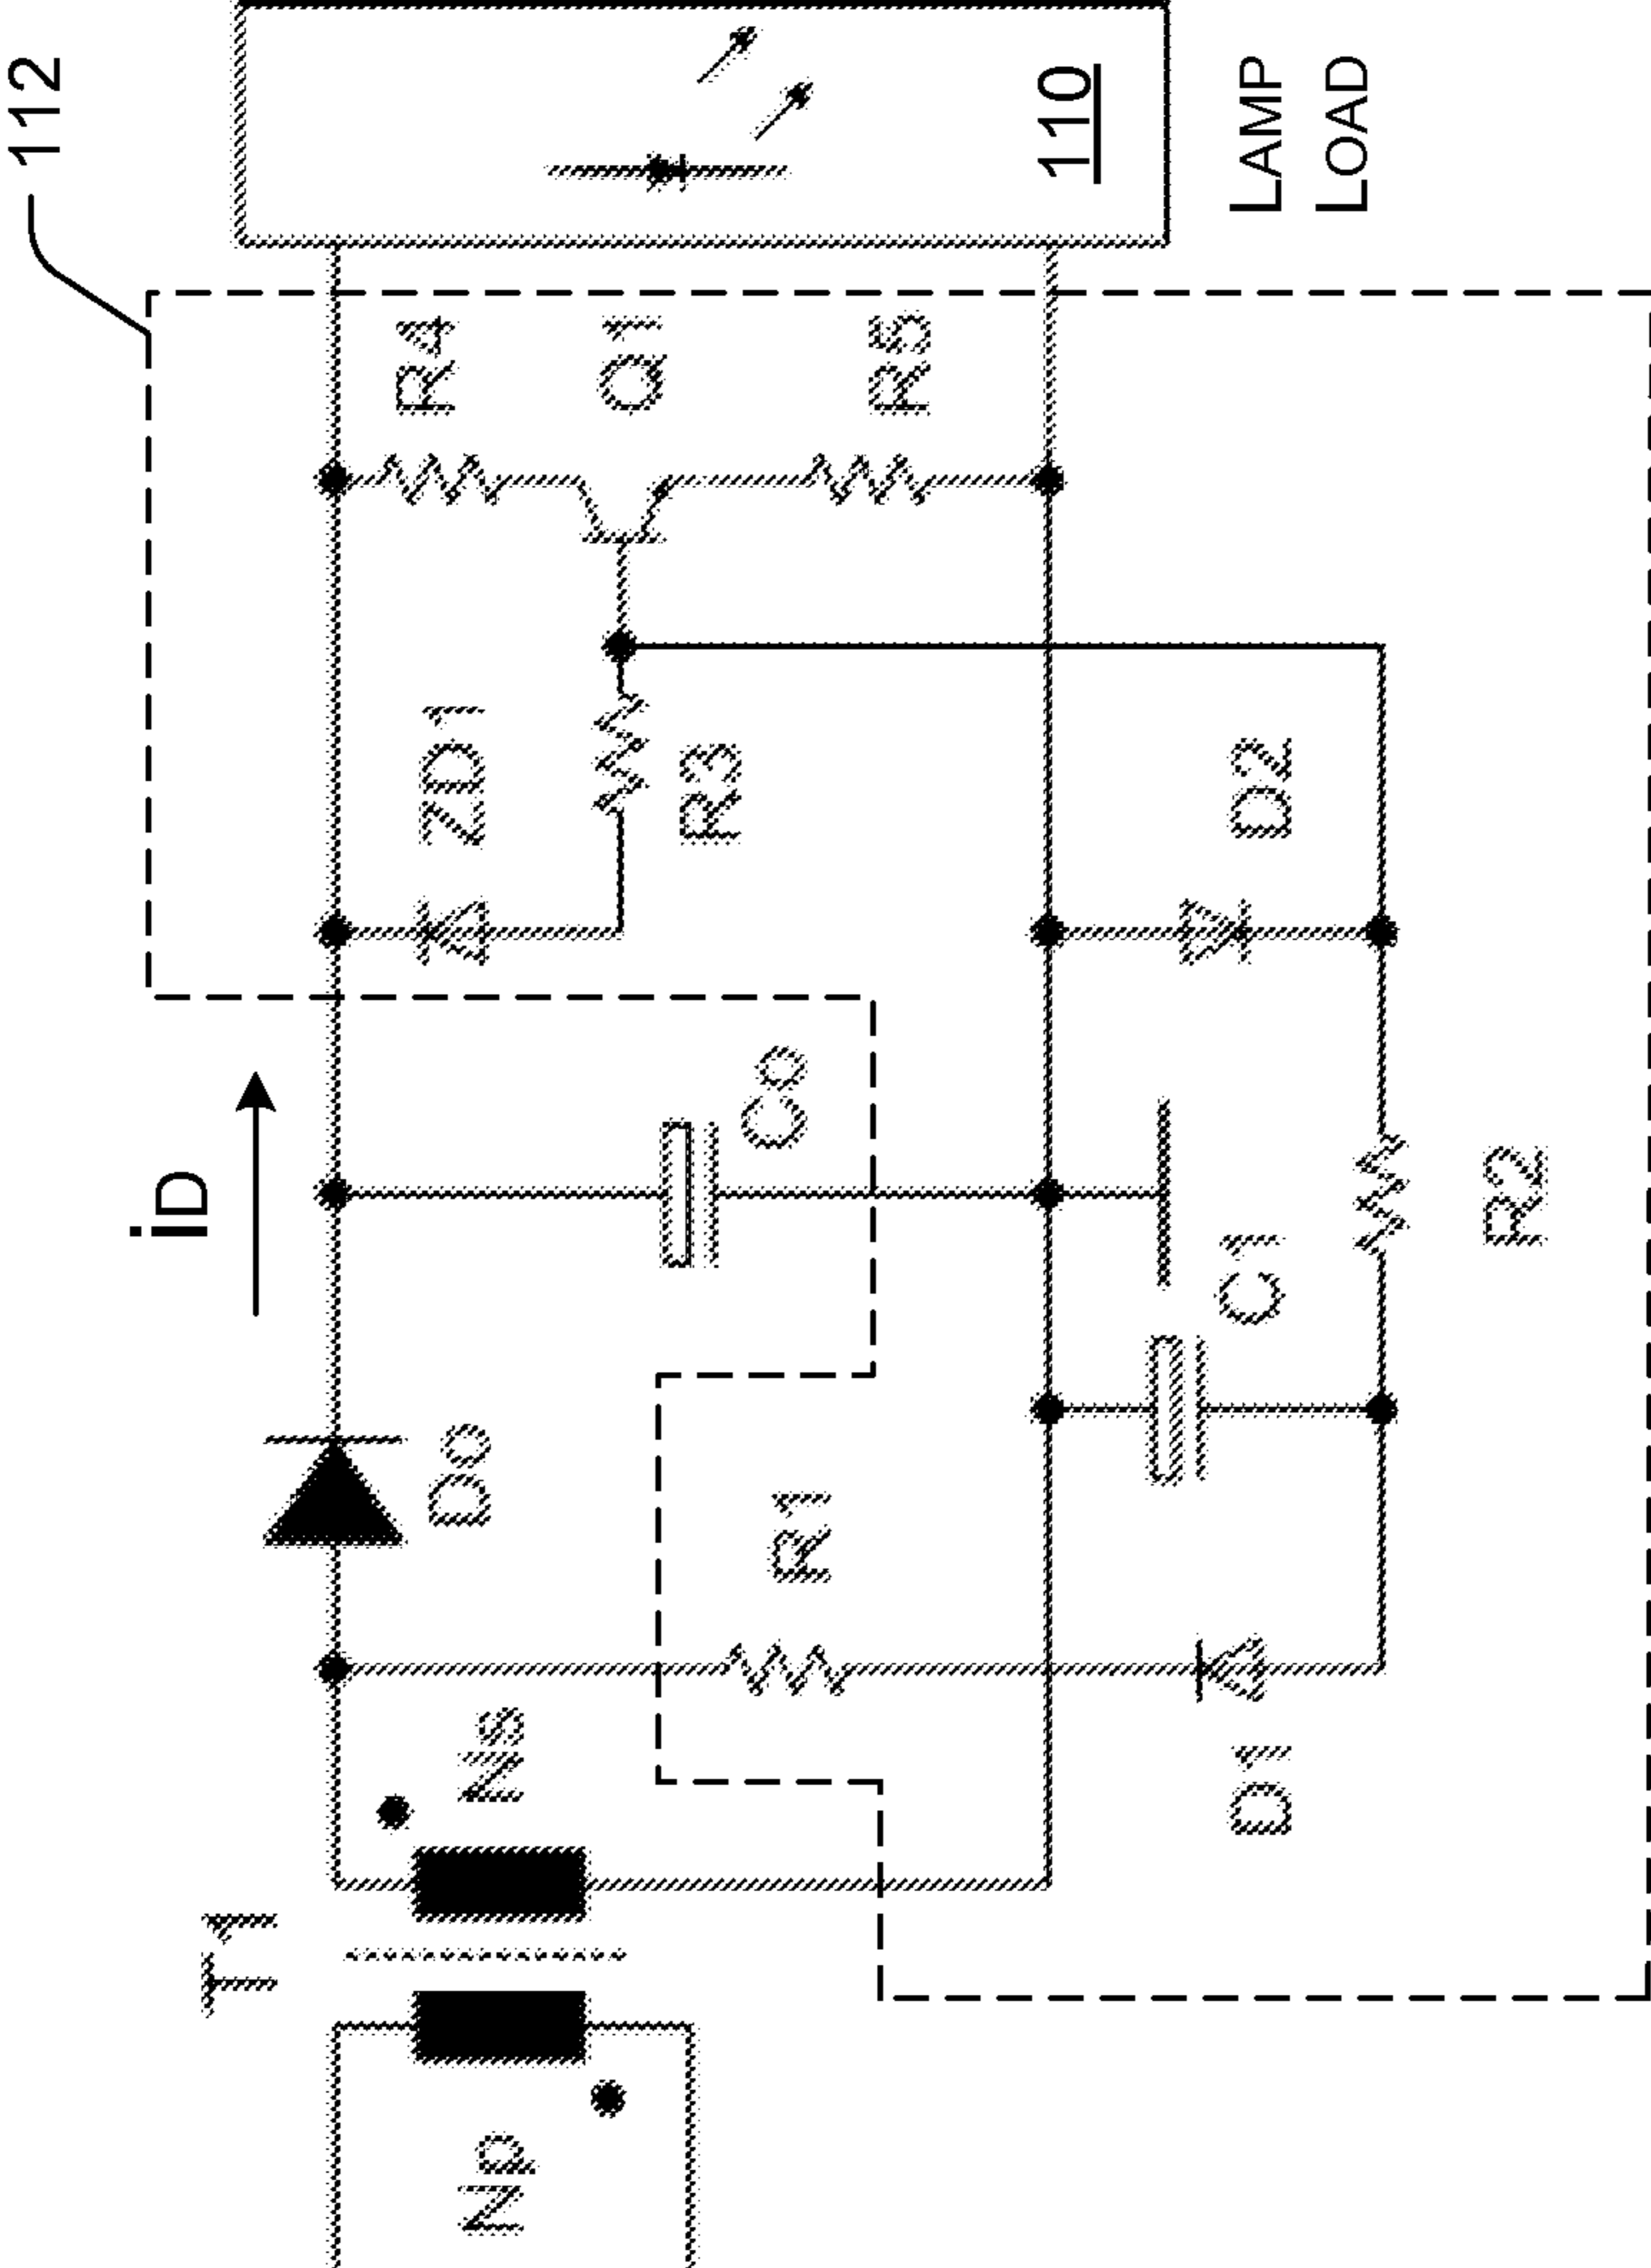 112
iD
T1
Np
Ns
Do
Co
ZD1
R4
Q1
R5
R3
R1
D1
C1
R2
D2
110
LAMP
LOAD